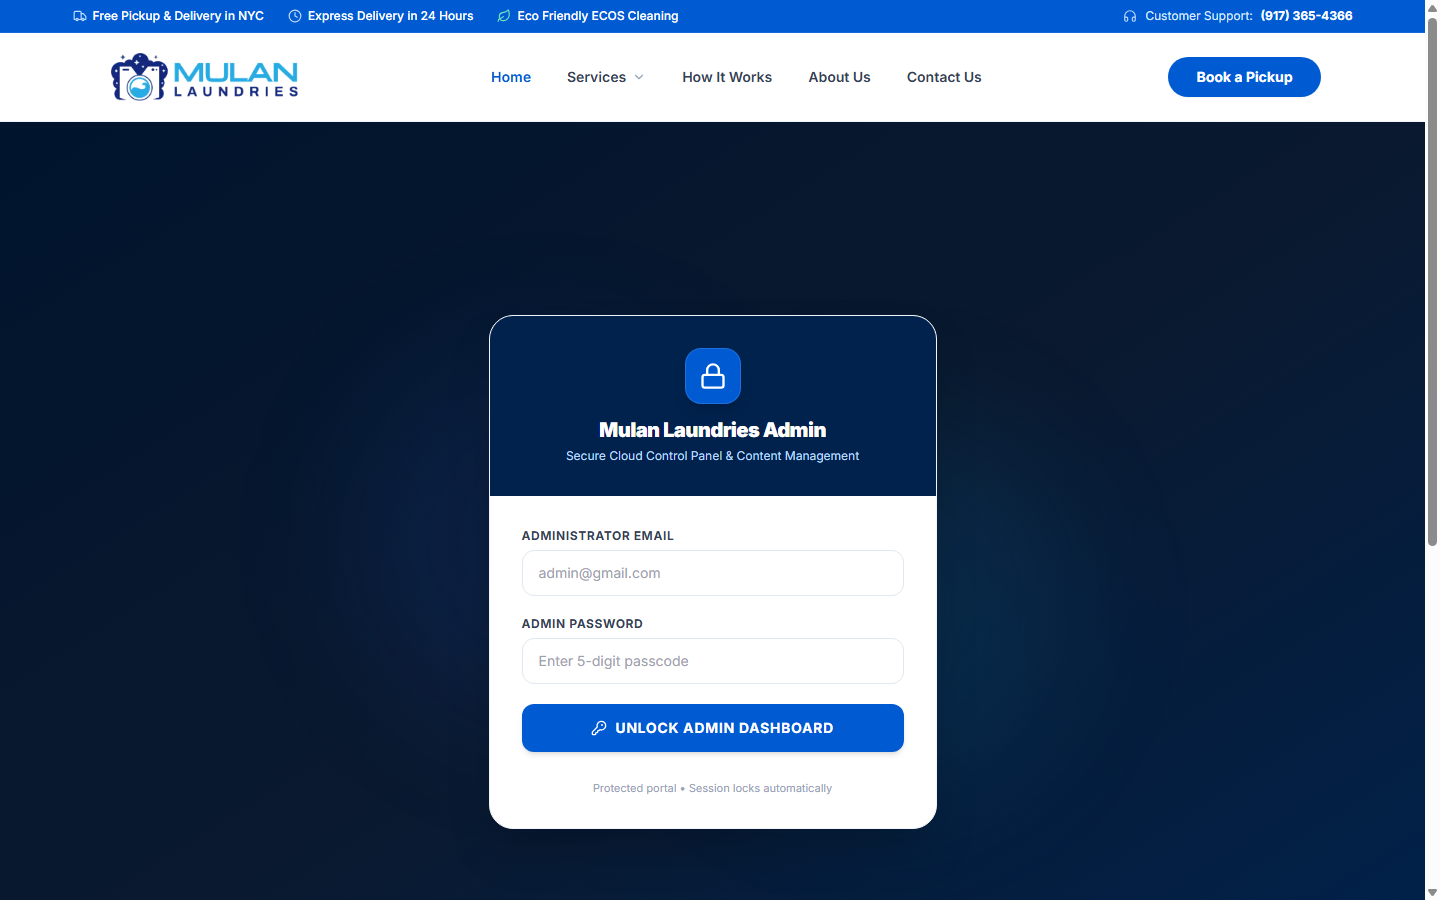 Free Pickup & Delivery in NYC
Express Delivery in 24 Hours
Eco Friendly ECOS Cleaning
Customer Support: (917) 365-4366
MULAN
LAUNDRIES
Home
Services
How It Works
About Us
Contact Us
Book a Pickup
Mulan Laundries Admin
Secure Cloud Control Panel & Content Management
ADMINISTRATOR EMAIL
admin@gmail.com
ADMIN PASSWORD
Enter 5-digit passcode
UNLOCK ADMIN DASHBOARD
Protected portal • Session locks automatically